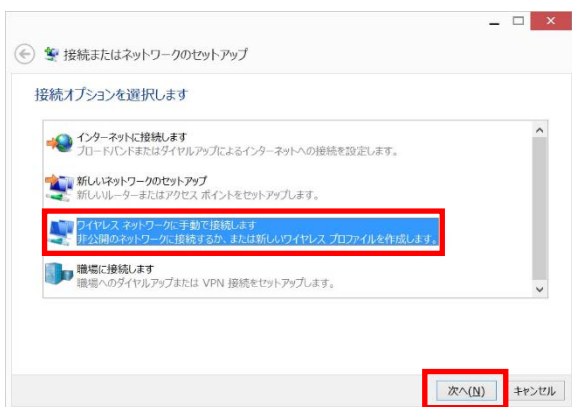 接続またはネットワークのセットアップ
接続オプションを選択します
インターネットに接続します
ブロードバンドまたはダイヤルアップによるインターネットへの接続を設定します。
新しいネットワークのセットアップ
新しいルーターまたはアクセス ポイントをセットアップします。
ワイヤレス ネットワークに手動で接続します
非公開のネットワークに接続するか、または新しいワイヤレス プロファイルを作成します。
職場に接続します
職場へのダイヤルアップまたは VPN 接続をセットアップします。
次へ(N)
キャンセル